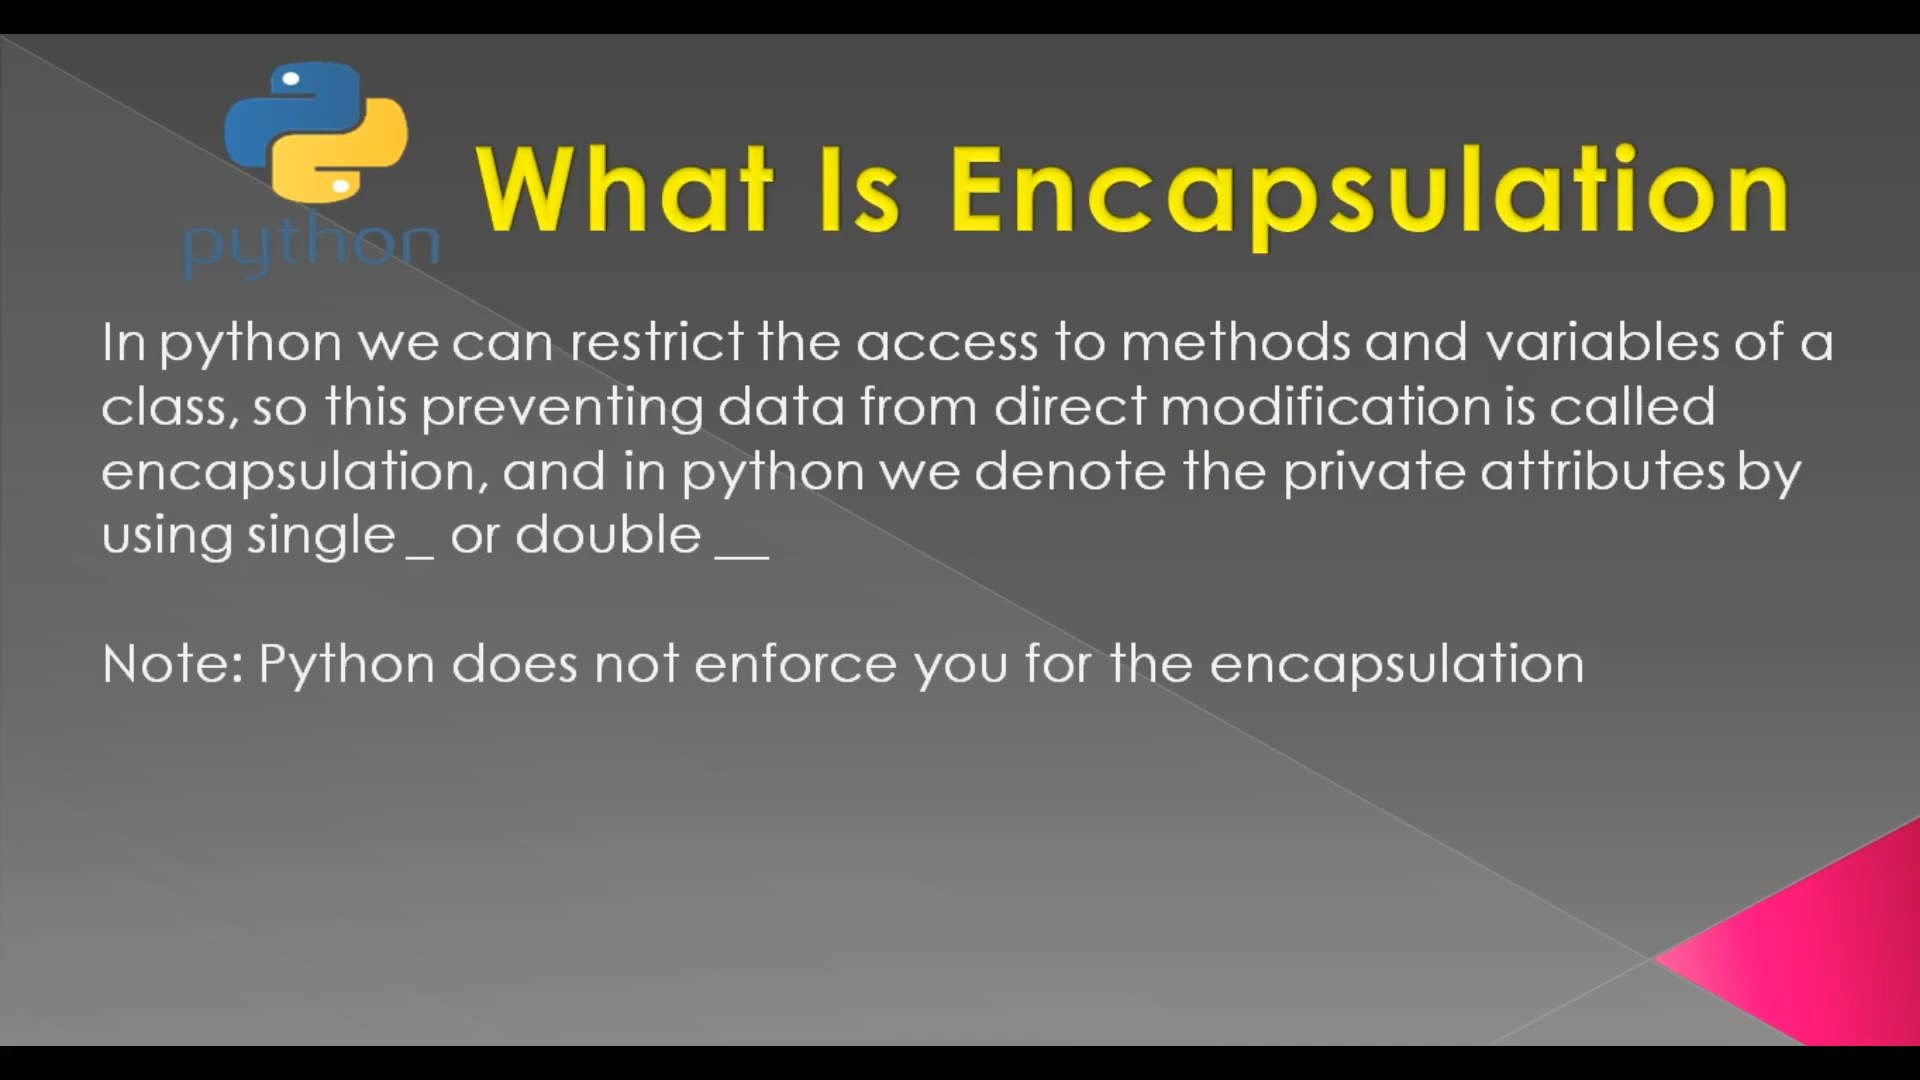 python
What Is Encapsulation
In python we can restrict the access to methods and variables of a
class, so this preventing data from direct modification is called
encapsulation, and in python we denote the private attributes by
using single _ or double __
Note: Python does not enforce you for the encapsulation